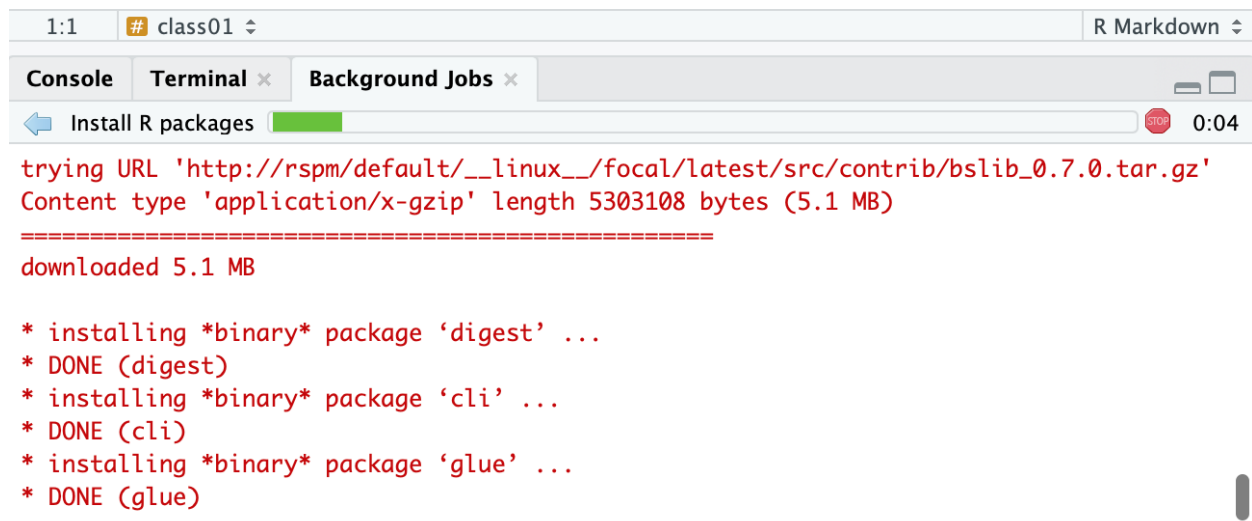 1:1 # class01 R Markdown
Console Terminal × Background Jobs ×
Install R packages STOP 0:04
trying URL 'http://rspm/default/__linux__/focal/latest/src/contrib/bslib_0.7.0.tar.gz'
Content type 'application/x-gzip' length 5303108 bytes (5.1 MB)
==================================================
downloaded 5.1 MB
* installing *binary* package ‘digest’ ...
* DONE (digest)
* installing *binary* package ‘cli’ ...
* DONE (cli)
* installing *binary* package ‘glue’ ...
* DONE (glue)